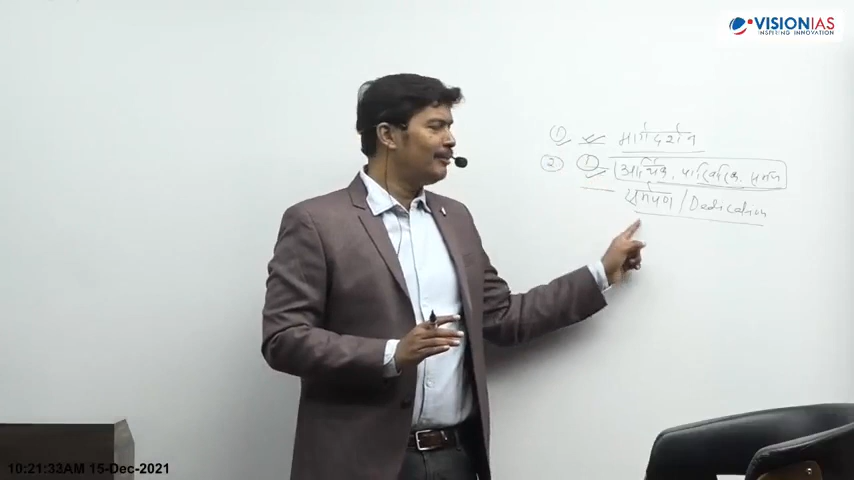 VISIONIAS
INSPIRING INNOVATION
① मार्गदर्शन
② ① आर्थिक, पारिवारिक समर्थन
समर्पण / Dedication
10:21:33AM 15-Dec-2021